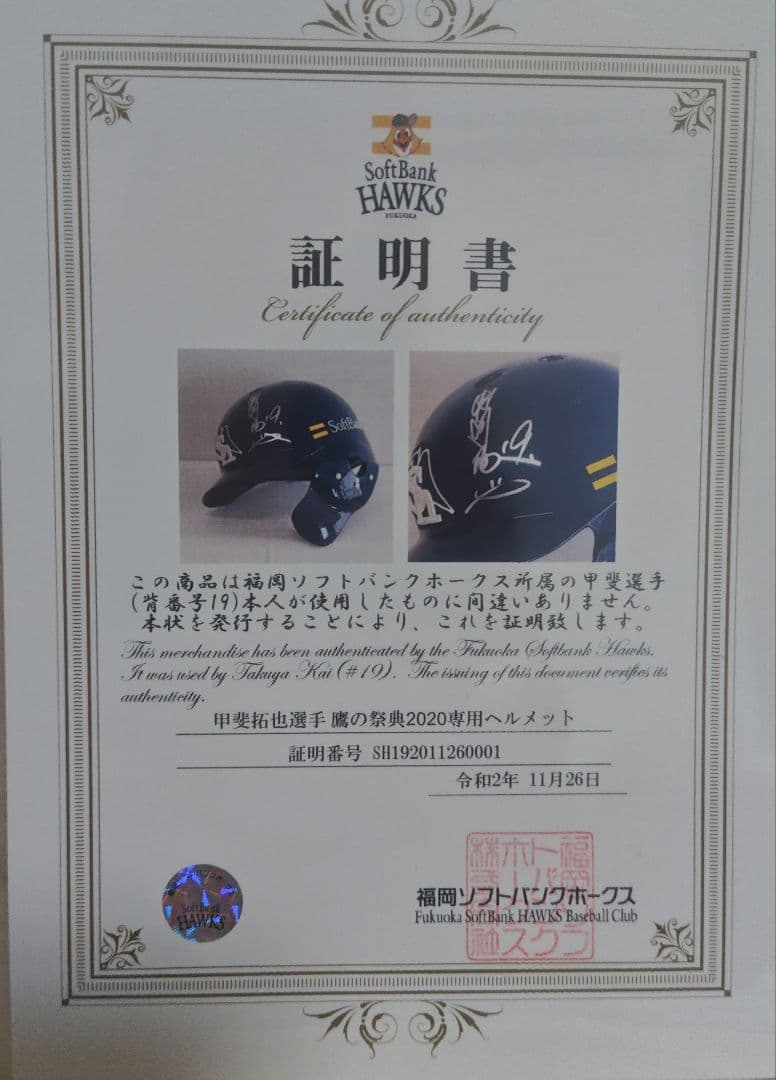 SoftBank
HAWKS
FUKUOKA
証明書
Certificate of authenticity
SoftBank
19.
この商品は福岡ソフトバンクホークス所属の甲斐選手
(背番号19)本人が使用したものに間違いありません。
本状を発行することにより、これを証明致します。
This merchandise has been authenticated by the Fukuoka Softbank Hawks.
It was used by Takuya Kai (#19). The issuing of this document verifies its
authenticity.
甲斐拓也選手 鷹の祭典2020専用ヘルメット
証明番号 SH192011260001
令和2年 11月26日
SoftBank
HAWKS
福岡ソフトバンクホークス
Fukuoka SoftBank HAWKS Baseball Club